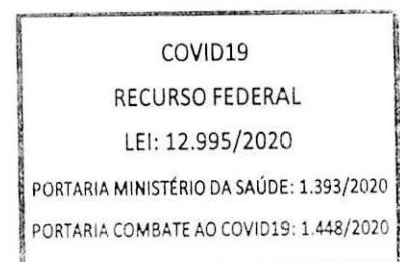 COVID19
RECURSO FEDERAL
LEI: 12.995/2020
PORTARIA MINISTÉRIO DA SAÚDE: 1.393/2020
PORTARIA COMBATE AO COVID19: 1.448/2020